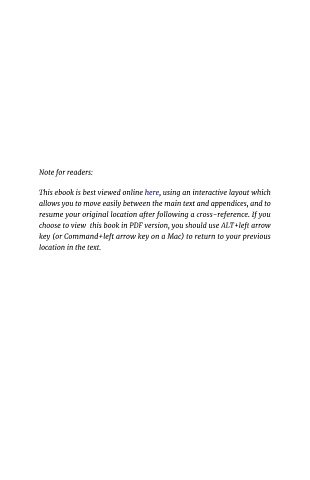 Note for readers:
This ebook is best viewed online here, using an interactive layout which
allows you to move easily between the main text and appendices, and to
resume your original location after following a cross-reference. If you
choose to view this book in PDF version, you should use ALT+left arrow
key (or Command+left arrow key on a Mac) to return to your previous
location in the text.